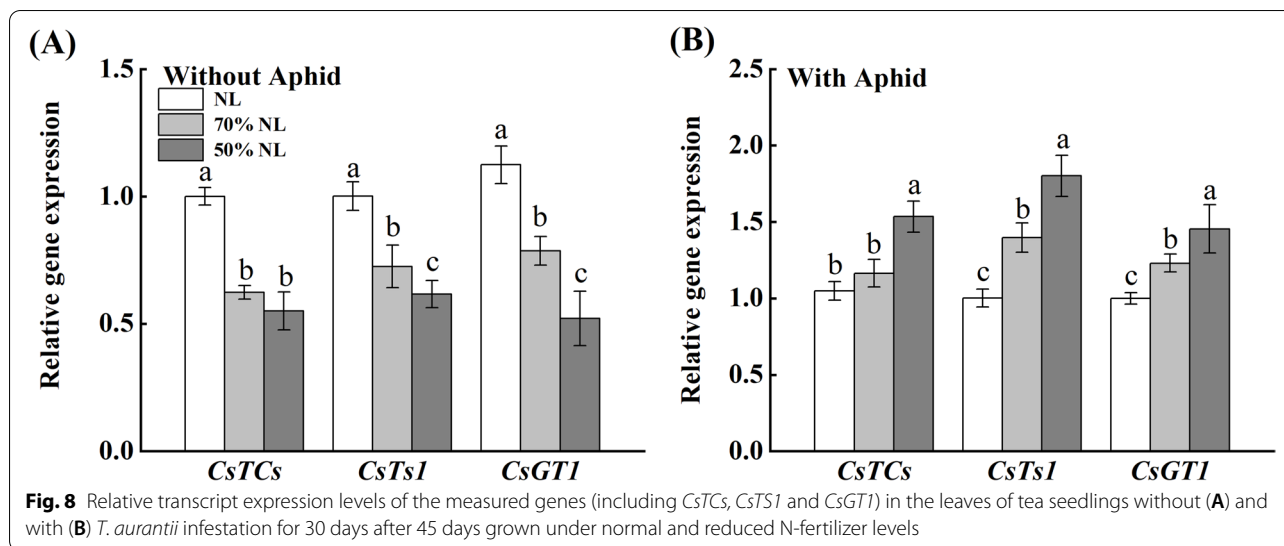 (A)
Without Aphid
NL
70% NL
50% NL
Relative gene expression
1.5
1.0
0.5
0.0
a
b
b
a
b
c
a
b
c
CsTCs
CsTs1
CsGT1
(B)
With Aphid
Relative gene expression
2.5
2.0
1.5
1.0
0.5
0.0
b
b
a
c
b
a
c
b
a
CsTCs
CsTs1
CsGT1
Fig. 8 Relative transcript expression levels of the measured genes (including CsTCs, CsTS1 and CsGT1) in the leaves of tea seedlings without (A) and
with (B) T. aurantii infestation for 30 days after 45 days grown under normal and reduced N-fertilizer levels